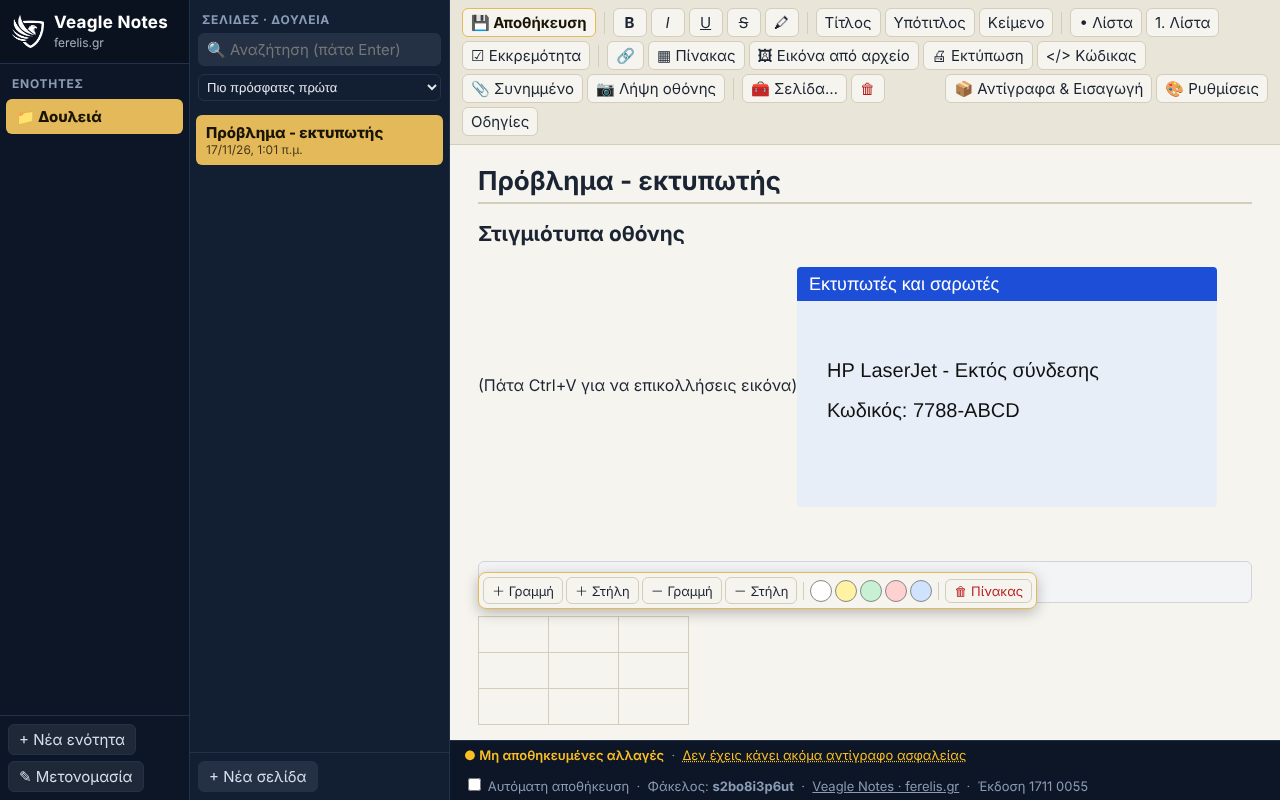 Veagle Notes
ferelis.gr
ΕΝΟΤΗΤΕΣ
📁 Δουλειά
+ Νέα ενότητα
✎ Μετονομασία
ΣΕΛΙΔΕΣ · ΔΟΥΛΕΙΑ
🔍 Αναζήτηση (πάτα Enter)
Πιο πρόσφατες πρώτα
Πρόβλημα - εκτυπωτής
17/11/26, 1:01 π.μ.
+ Νέα σελίδα
💾 Αποθήκευση B I U S 🖍 Τίτλος Υπότιτλος Κείμενο • Λίστα 1. Λίστα
☑ Εκκρεμότητα 🔗 ▦ Πίνακας 🖼 Εικόνα από αρχείο 🖨 Εκτύπωση </> Κώδικας
📎 Συνημμένο 📷 Λήψη οθόνης 🧰 Σελίδα... 🗑 📦 Αντίγραφα & Εισαγωγή 🎨 Ρυθμίσεις
Οδηγίες
Πρόβλημα - εκτυπωτής
Στιγμιότυπα οθόνης
Εκτυπωτές και σαρωτές
HP LaserJet - Εκτός σύνδεσης
(Πάτα Ctrl+V για να επικολλήσεις εικόνα)
Κωδικός: 7788-ABCD
+ Γραμμή + Στήλη − Γραμμή − Στήλη 🗑 Πίνακας
Μη αποθηκευμένες αλλαγές · Δεν έχεις κάνει ακόμα αντίγραφο ασφαλείας
Αυτόματη αποθήκευση · Φάκελος: s2bo8i3p6ut · Veagle Notes · ferelis.gr · Έκδοση 1711 0055